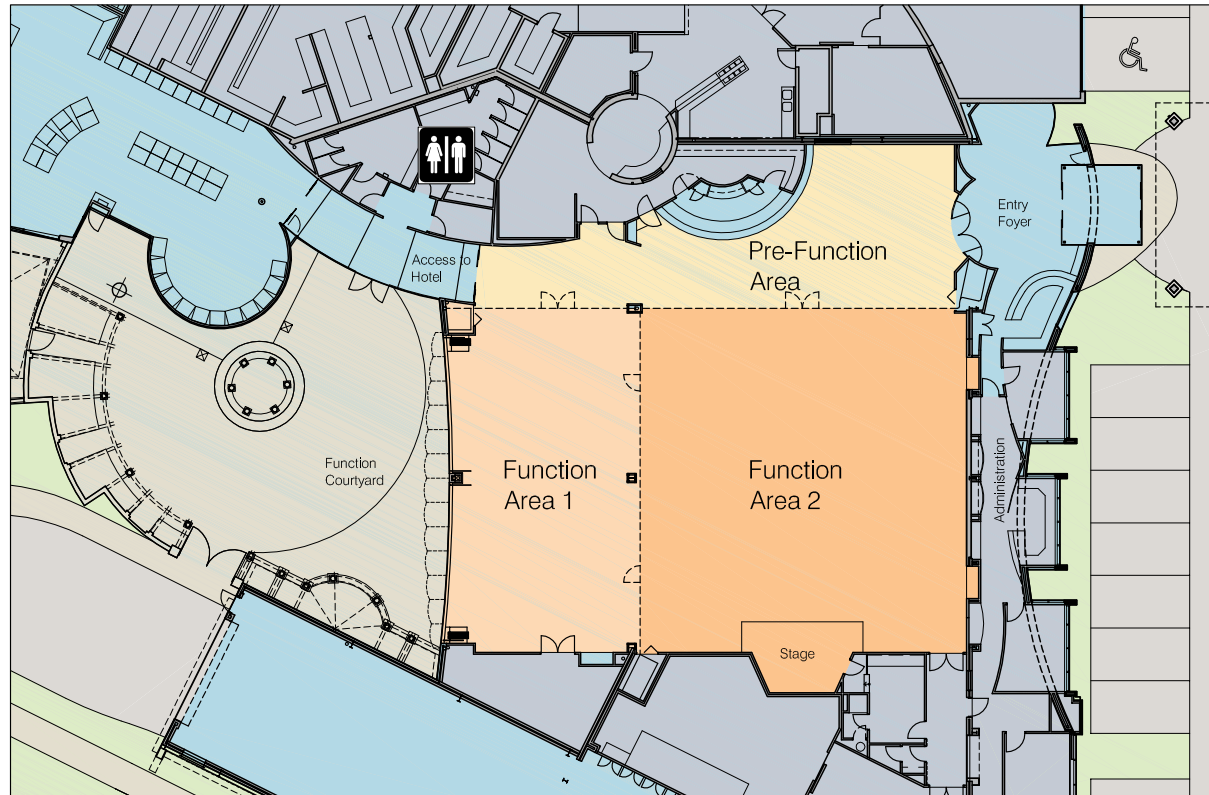 Entry
Foyer
Access to
Hotel
Pre-Function
Area
Function
Courtyard
Function
Area 1
Function
Area 2
Administration
Stage